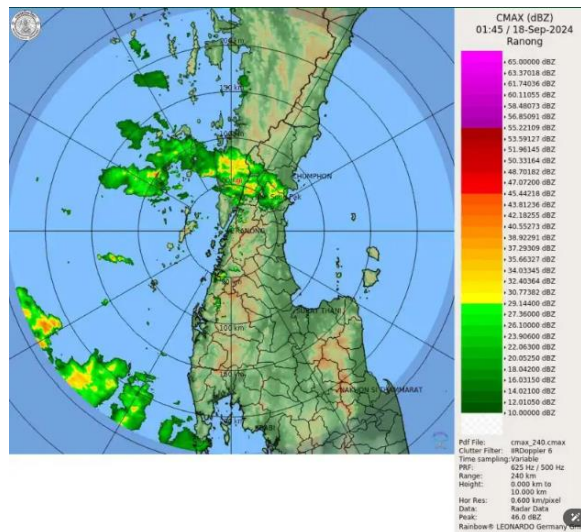 CMAX (dBZ)
01:45 / 18-Sep-2024
Ranong
65.00000 dBZ
63.37018 dBZ
61.74036 dBZ
60.11055 dBZ
58.48073 dBZ
56.85091 dBZ
55.22109 dBZ
53.59127 dBZ
51.96145 dBZ
50.33164 dBZ
48.70182 dBZ
47.07200 dBZ
45.44218 dBZ
43.81236 dBZ
42.18255 dBZ
40.55273 dBZ
38.92291 dBZ
37.29309 dBZ
35.66327 dBZ
34.03345 dBZ
32.40364 dBZ
30.77382 dBZ
29.14400 dBZ
27.36000 dBZ
26.10000 dBZ
23.90600 dBZ
22.06300 dBZ
20.05250 dBZ
18.04200 dBZ
16.03150 dBZ
14.02100 dBZ
12.01050 dBZ
10.00000 dBZ
CHUMPHON
RANONG
SURAT THANI
100 km
NAKHON SI THAMMARAT
KRABI
Pdf File: cmax_240.cmax
Clutter Filter: IIRDoppler 6
Time sampling: Variable
PRF: 625 Hz / 500 Hz
Range: 240 km
Height: 0.000 km to
10.000 km
Hor Res: 0.600 km/pixel
Data: Radar Data
Peak: 46.0 dBZ
Rainbow® LEONARDO Germany